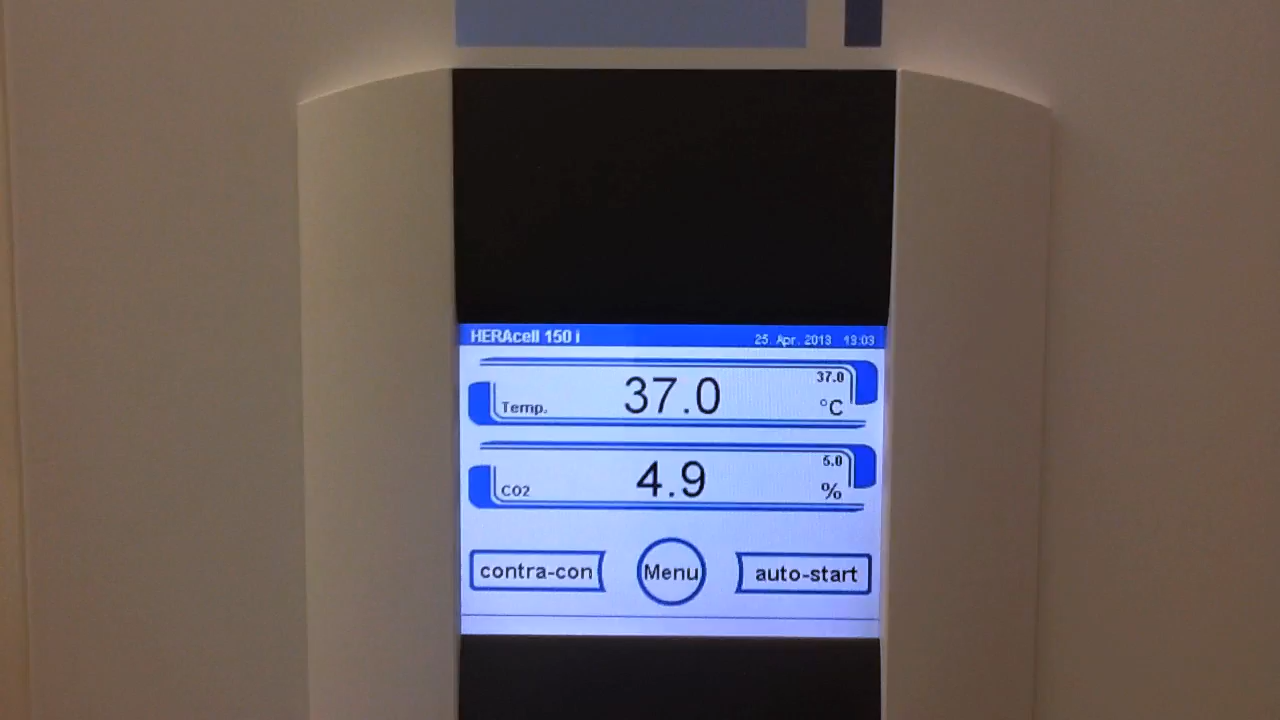 HERAcell 150 i 25. Apr. 2013 19:03
37.0
Temp. 37.0 °C
5.0
CO2 4.9 %
contra-con Menu auto-start